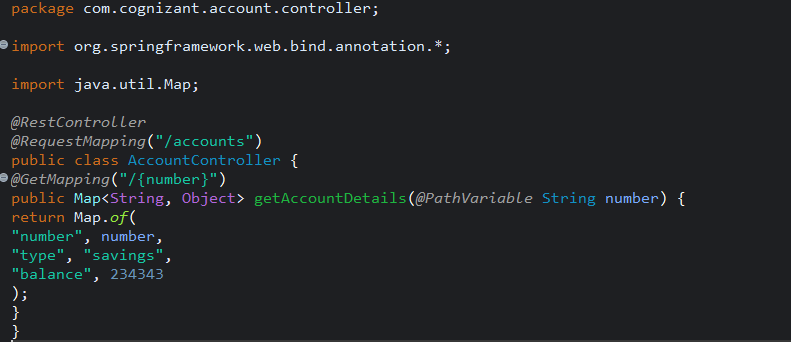 package com.cognizant.account.controller;
import org.springframework.web.bind.annotation.*;
import java.util.Map;
@RestController
@RequestMapping("/accounts")
public class AccountController {
@GetMapping("/{number}")
public Map<String, Object> getAccountDetails(@PathVariable String number) {
return Map.of(
"number", number,
"type", "savings",
"balance", 234343
);
}
}